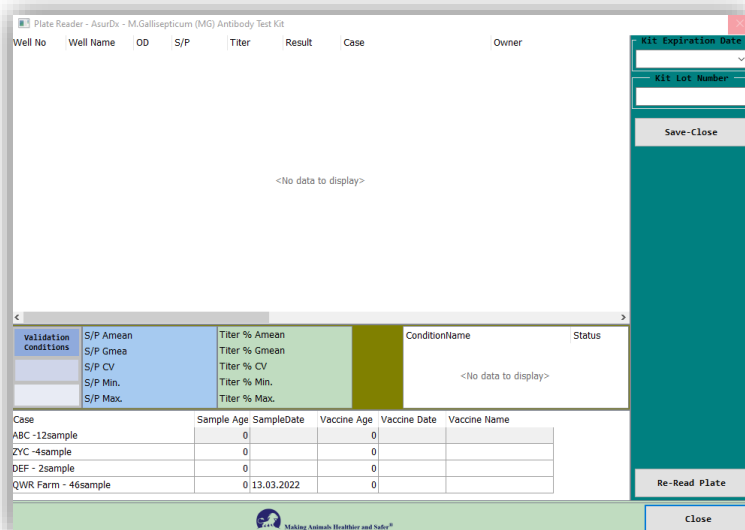 Plate Reader - AsurDx - M.Gallisepticum (MG) Antibody Test Kit
Well No Well Name OD S/P Titer Result Case Owner
<No data to display>
Kit Expiration Date
Kit Lot Number
Save-Close
Validation Conditions
S/P Amean
S/P Gmea
S/P CV
S/P Min.
S/P Max.
Titer % Amean
Titer % Gmean
Titer % CV
Titer % Min.
Titer % Max.
ConditionName Status
<No data to display>
Case Sample Age SampleDate Vaccine Age Vaccine Date Vaccine Name
ABC -12sample 0 0
ZYC -4sample 0 0
DEF - 2sample 0 0
QWR Farm - 46sample 0 13.03.2022 0
Re-Read Plate
Making Animals Healthier and Safer®
Close